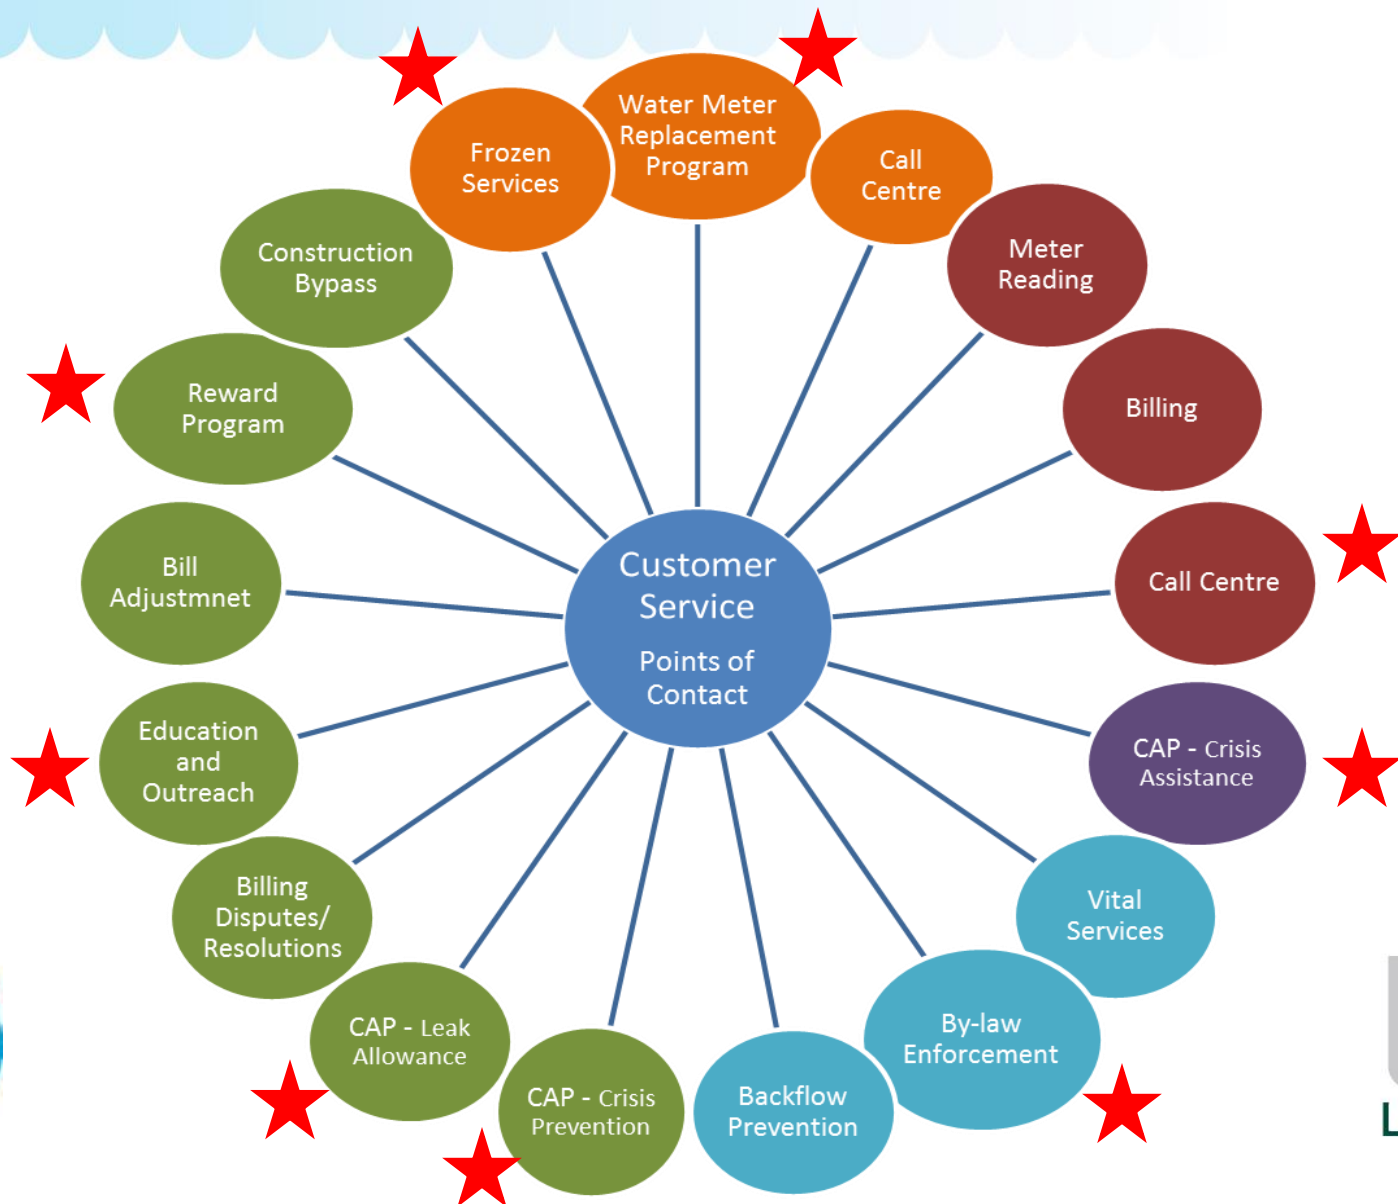 Water Meter
Replacement
Program
Call
Centre
Meter
Reading
Billing
Call Centre
CAP - Crisis
Assistance
Vital
Services
By-law
Enforcement
Backflow
Prevention
CAP - Crisis
Prevention
CAP - Leak
Allowance
Billing
Disputes/
Resolutions
Education
and
Outreach
Bill
Adjustmnet
Reward
Program
Construction
Bypass
Frozen
Services
Customer
Service
Points of
Contact
L